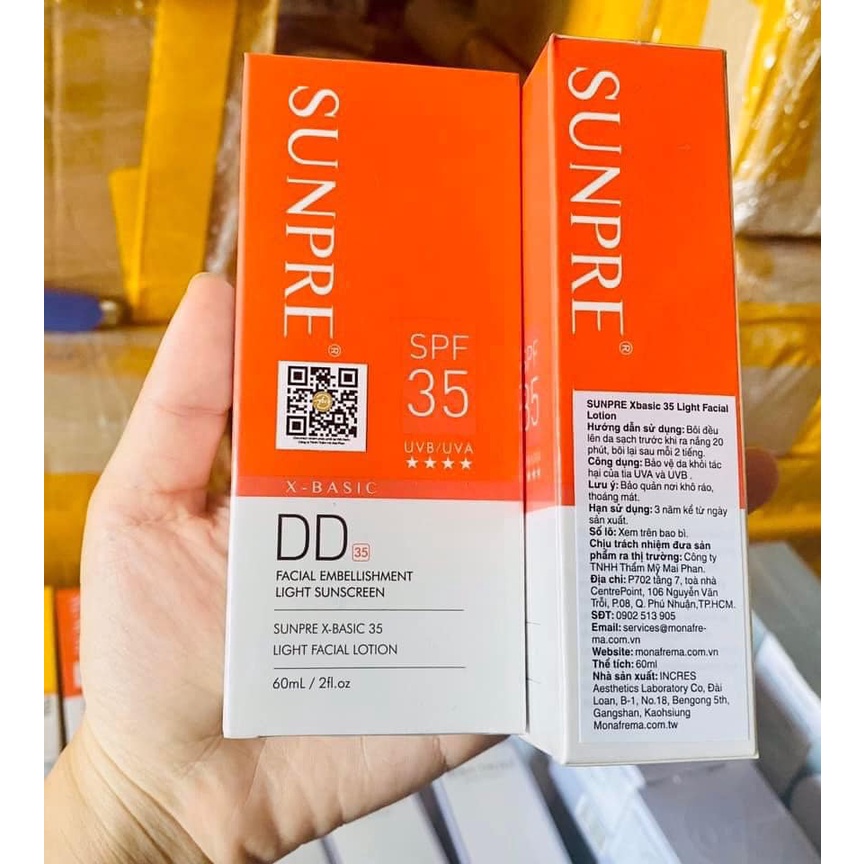 SUNPRE®
SPF
35
UVB/UVA
★★★★
X-BASIC
DD 35
FACIAL EMBELLISHMENT
LIGHT SUNSCREEN
SUNPRE X-BASIC 35
LIGHT FACIAL LOTION
60mL / 2fl.oz
SUNPRE®
SPF
35
SUNPRE Xbasic 35 Light Facial
Lotion
Hướng dẫn sử dụng: Bôi đều
lên da sạch trước khi ra nắng 20
phút, bôi lại sau mỗi 2 tiếng.
Công dụng: Bảo vệ da khỏi tác
hại của tia UVA và UVB .
Lưu ý: Bảo quản nơi khô ráo,
thoáng mát.
Hạn sử dụng: 3 năm kể từ ngày
sản xuất.
Số lô: Xem trên bao bì.
Chịu trách nhiệm đưa sản
phẩm ra thị trường: Công ty
TNHH Thẩm Mỹ Mai Phan.
Địa chỉ: P702 tầng 7, toà nhà
CentrePoint, 106 Nguyễn Văn
Trỗi, P.08, Q. Phú Nhuận,TP.HCM.
SĐT: 0902 513 905
Email: services@monafre-
ma.com.vn
Website: monafrema.com.vn
Thể tích: 60ml
Nhà sản xuất: INCRES
Aesthetics Laboratory Co, Đài
Loan, B-1, No.18, Bengong 5th,
Gangshan, Kaohsiung
Monafrema.com.tw